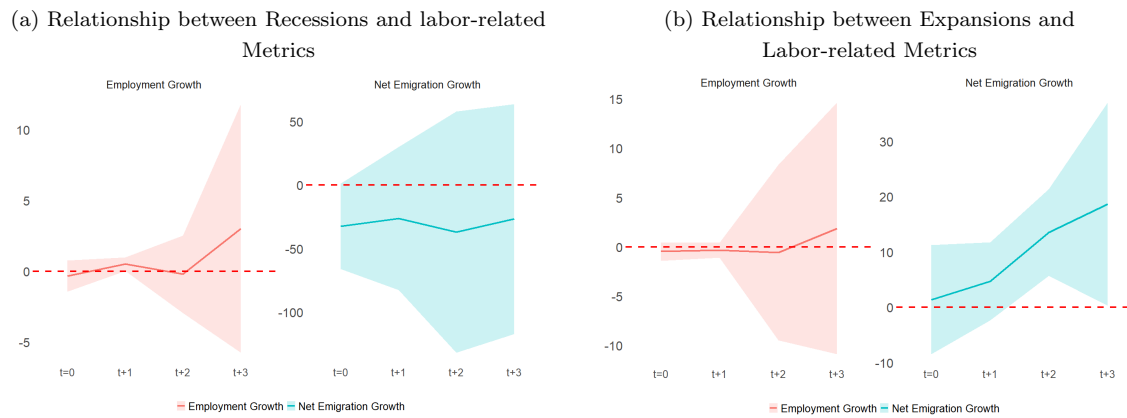 (a) Relationship between Recessions and labor-related
Metrics
Employment Growth
Net Emigration Growth
10
5
0
-5
50
0
-50
-100
t=0 t+1 t+2 t+3
t=0 t+1 t+2 t+3
Employment Growth Net Emigration Growth
(b) Relationship between Expansions and
Labor-related Metrics
Employment Growth
Net Emigration Growth
15
10
5
0
-5
-10
30
20
10
0
-10
t=0 t+1 t+2 t+3
t=0 t+1 t+2 t+3
Employment Growth Net Emigration Growth